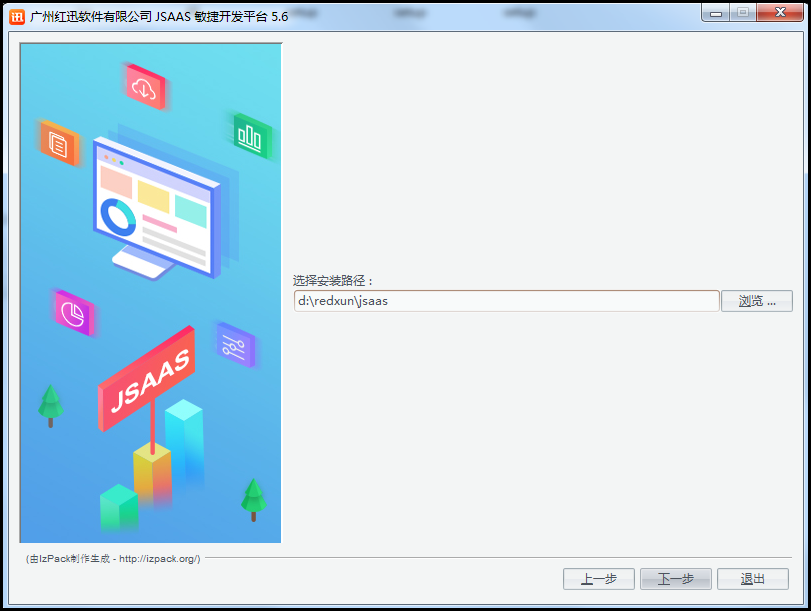 讯 广州红迅软件有限公司 JSAAS 敏捷开发平台 5.6
JSAAS
选择安装路径：
d:\redxun\jsaas
浏览 ...
(由IzPack制作生成 - http://izpack.org/)
上一步 下一步 退出